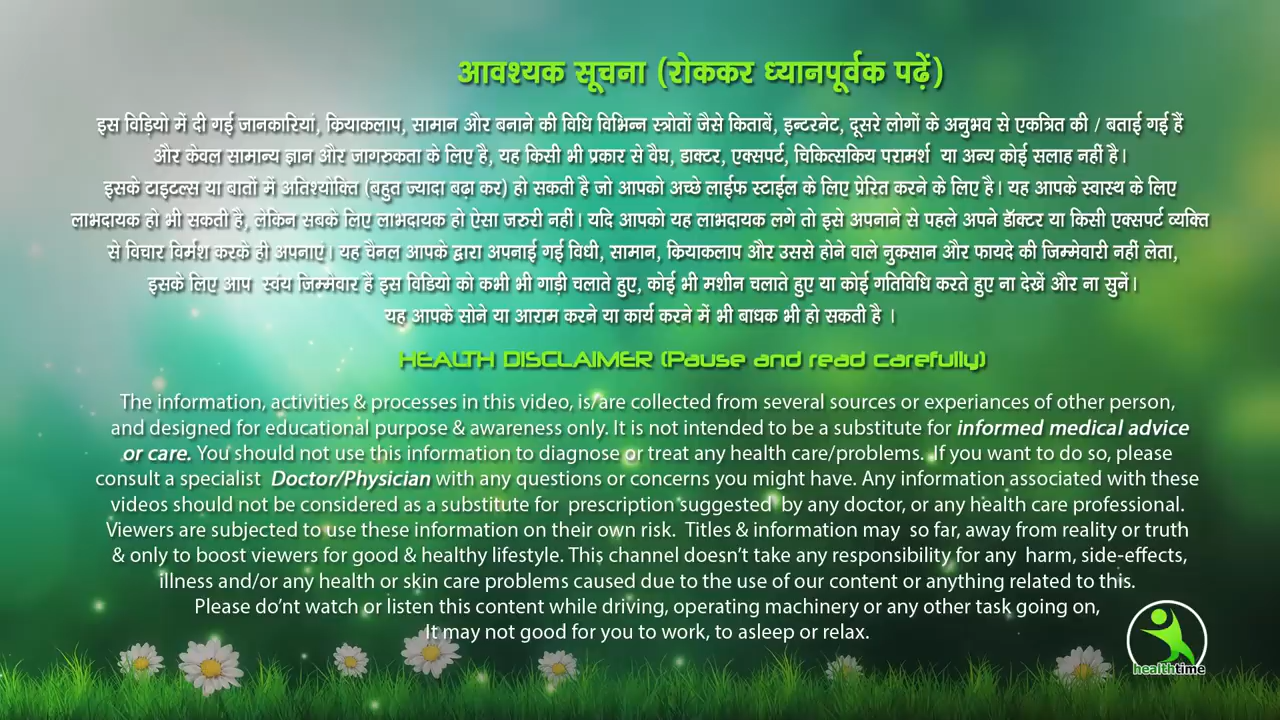 आवश्यक सूचना (रोककर ध्यानपूर्वक पढ़ें)
इस विड़ियो में दी गई जानकारियां, क्रियाकलाप, सामान और बनाने की विधि विभिन्न स्त्रोतों जैसे किताबें, इन्टरनेट, दूसरे लोगों के अनुभव से एकत्रित की / बताई गई हैं
और केवल सामान्य ज्ञान और जागरुकता के लिए है, यह किसी भी प्रकार से वैद्य, डाक्टर, एक्सपर्ट, चिकित्सकिय परामर्श या अन्य कोई सलाह नहीं है।
इसके टाइटल्स या बातों में अतिश्योक्ति (बहुत ज्यादा बढ़ा कर) हो सकती है जो आपको अच्छे लाईफ स्टाईल के लिए प्रेरित करने के लिए है। यह आपके स्वास्थ के लिए
लाभदायक हो भी सकती है, लेकिन सबके लिए लाभदायक हो ऐसा जरुरी नहीं। यदि आपको यह लाभदायक लगे तो इसे अपनाने से पहले अपने डॉक्टर या किसी एक्सपर्ट व्यक्ति
से विचार विर्मश करके ही अपनाएं। यह चैनल आपके द्वारा अपनाई गई विधी, सामान, क्रियाकलाप और उससे होने वाले नुकसान और फायदे की जिम्मेवारी नहीं लेता,
इसके लिए आप स्वंय जिम्मेवार हैं इस विडियो को कभी भी गाड़ी चलाते हुए, कोई भी मशीन चलाते हुए या कोई गतिविधि करते हुए ना देखें और ना सुनें।
यह आपके सोने या आराम करने या कार्य करने में भी बाधक भी हो सकती है ।
HEALTH DISCLAIMER (Pause and read carefully)
The information, activities & processes in this video, is/are collected from several sources or experiances of other person,
and designed for educational purpose & awareness only. It is not intended to be a substitute for informed medical advice
or care. You should not use this information to diagnose or treat any health care/problems. If you want to do so, please
consult a specialist Doctor/Physician with any questions or concerns you might have. Any information associated with these
videos should not be considered as a substitute for prescription suggested by any doctor, or any health care professional.
Viewers are subjected to use these information on their own risk. Titles & information may so far, away from reality or truth
& only to boost viewers for good & healthy lifestyle. This channel doesn't take any responsibility for any harm, side-effects,
illness and/or any health or skin care problems caused due to the use of our content or anything related to this.
Please do'nt watch or listen this content while driving, operating machinery or any other task going on,
It may not good for you to work, to asleep or relax.
healthtime